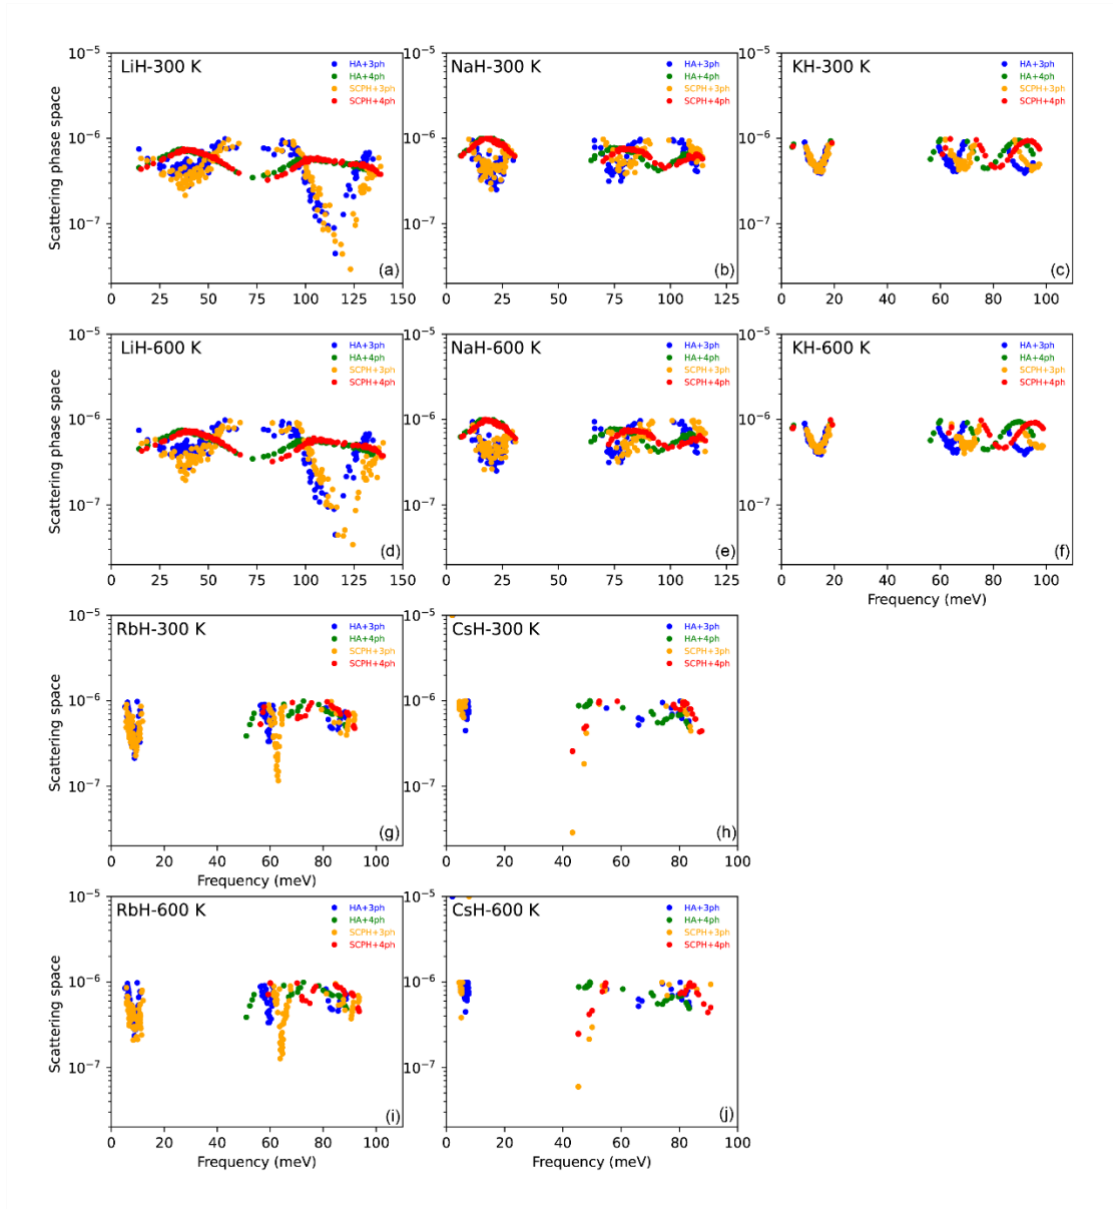 LiH-300 K
HA+3ph
HA+4ph
SCPH+3ph
SCPH+4ph
10⁻⁵
10⁻⁶
10⁻⁷
Scattering phase space
(a)
0 25 50 75 100 125 150
NaH-300 K
HA+3ph
HA+4ph
SCPH+3ph
SCPH+4ph
10⁻⁵
10⁻⁶
10⁻⁷
(b)
0 25 50 75 100 125
KH-300 K
HA+3ph
HA+4ph
SCPH+3ph
SCPH+4ph
10⁻⁵
10⁻⁶
10⁻⁷
(c)
0 20 40 60 80 100
LiH-600 K
HA+3ph
HA+4ph
SCPH+3ph
SCPH+4ph
10⁻⁵
10⁻⁶
10⁻⁷
Scattering phase space
(d)
0 25 50 75 100 125 150
NaH-600 K
HA+3ph
HA+4ph
SCPH+3ph
SCPH+4ph
10⁻⁵
10⁻⁶
10⁻⁷
(e)
0 25 50 75 100 125
KH-600 K
HA+3ph
HA+4ph
SCPH+3ph
SCPH+4ph
10⁻⁵
10⁻⁶
10⁻⁷
(f)
0 20 40 60 80 100
Frequency (meV)
RbH-300 K
HA+3ph
HA+4ph
SCPH+3ph
SCPH+4ph
10⁻⁵
10⁻⁶
10⁻⁷
Scattering space
(g)
0 20 40 60 80 100
Frequency (meV)
CsH-300 K
HA+3ph
HA+4ph
SCPH+3ph
SCPH+4ph
10⁻⁵
10⁻⁶
10⁻⁷
(h)
0 20 40 60 80 100
RbH-600 K
HA+3ph
HA+4ph
SCPH+3ph
SCPH+4ph
10⁻⁵
10⁻⁶
10⁻⁷
Scattering space
(i)
0 20 40 60 80 100
Frequency (meV)
CsH-600 K
HA+3ph
HA+4ph
SCPH+3ph
SCPH+4ph
10⁻⁵
10⁻⁶
10⁻⁷
(j)
0 20 40 60 80 100
Frequency (meV)